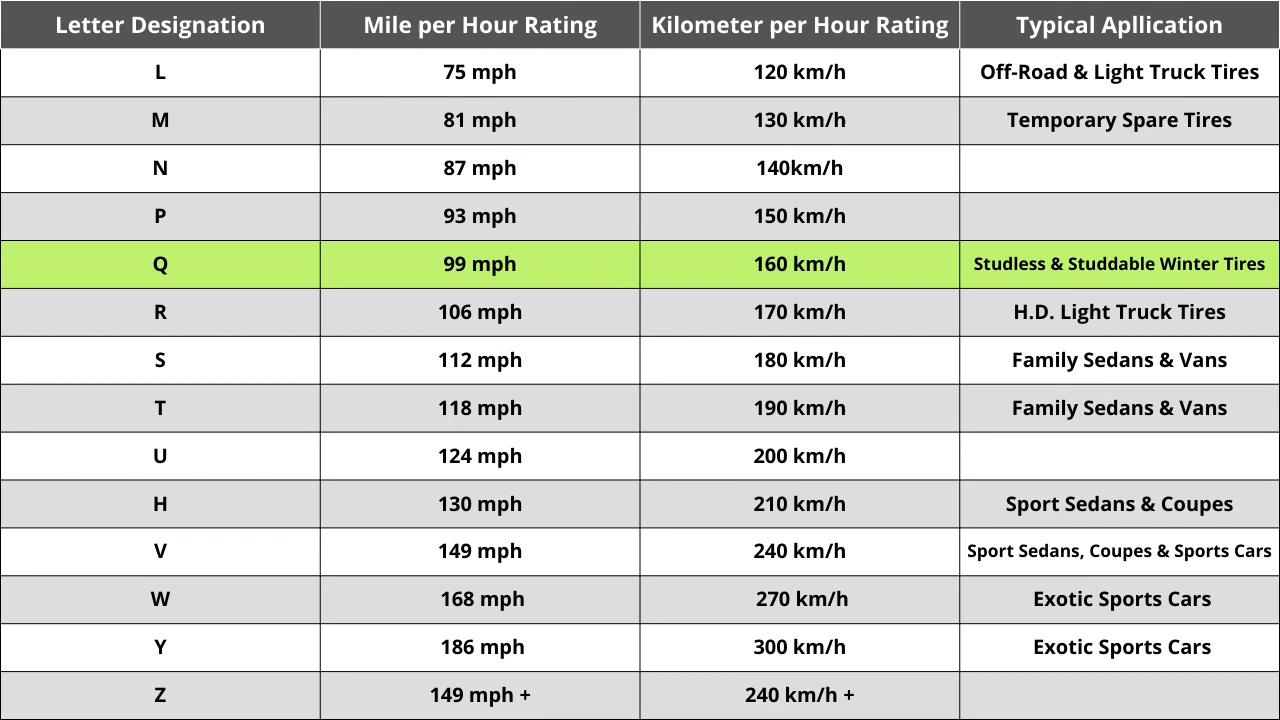 Letter Designation Mile per Hour Rating Kilometer per Hour Rating Typical Apllication
L 75 mph 120 km/h Off-Road & Light Truck Tires
M 81 mph 130 km/h Temporary Spare Tires
N 87 mph 140km/h
P 93 mph 150 km/h
Q 99 mph 160 km/h Studless & Studdable Winter Tires
R 106 mph 170 km/h H.D. Light Truck Tires
S 112 mph 180 km/h Family Sedans & Vans
T 118 mph 190 km/h Family Sedans & Vans
U 124 mph 200 km/h
H 130 mph 210 km/h Sport Sedans & Coupes
V 149 mph 240 km/h Sport Sedans, Coupes & Sports Cars
W 168 mph 270 km/h Exotic Sports Cars
Y 186 mph 300 km/h Exotic Sports Cars
Z 149 mph + 240 km/h +